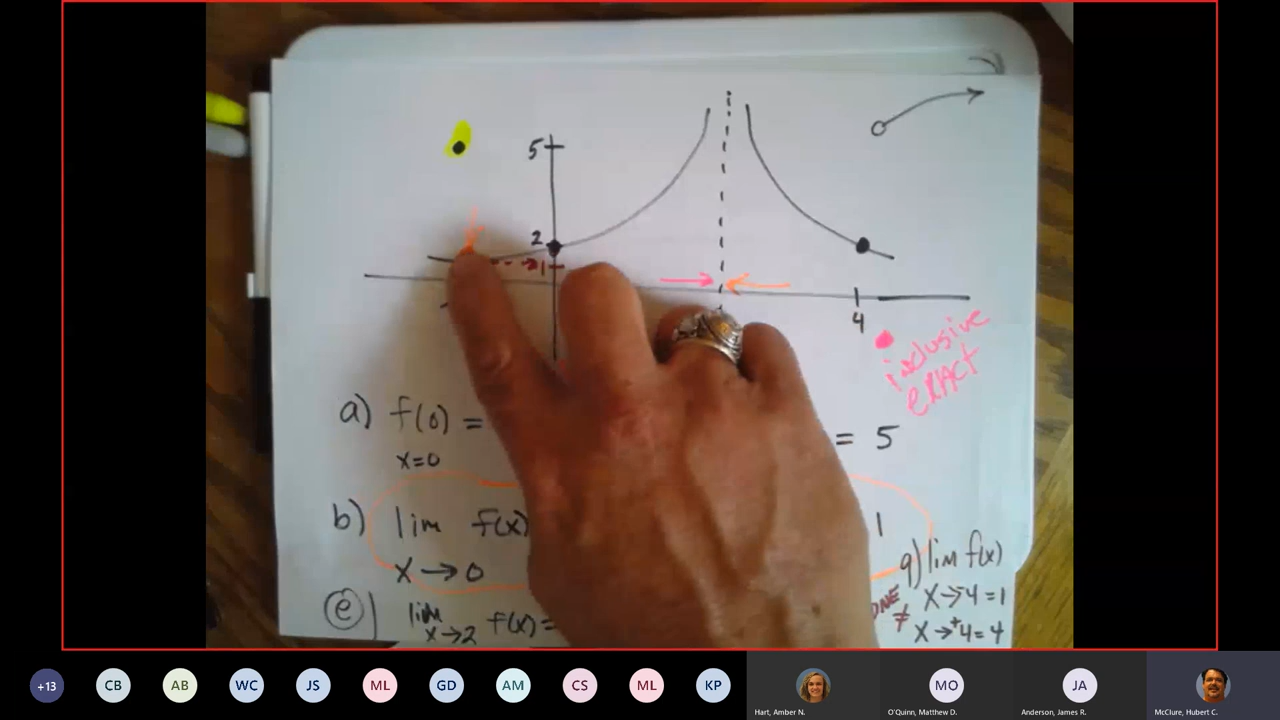 5
2
1
4
inclusive
EXACT
a) f(0) =
= 5
x=0
b) lim f(x)
1
x→0
g) lim f(x)
x→4 = 1
DNE ≠
x→⁺4 = 4
e) lim f(x)=
x→2
+13
CB
AB
WC
JS
ML
GD
AM
CS
ML
KP
MO
JA
Hart, Amber N.
O'Quinn, Matthew D.
Anderson, James R.
McClure, Hubert C.